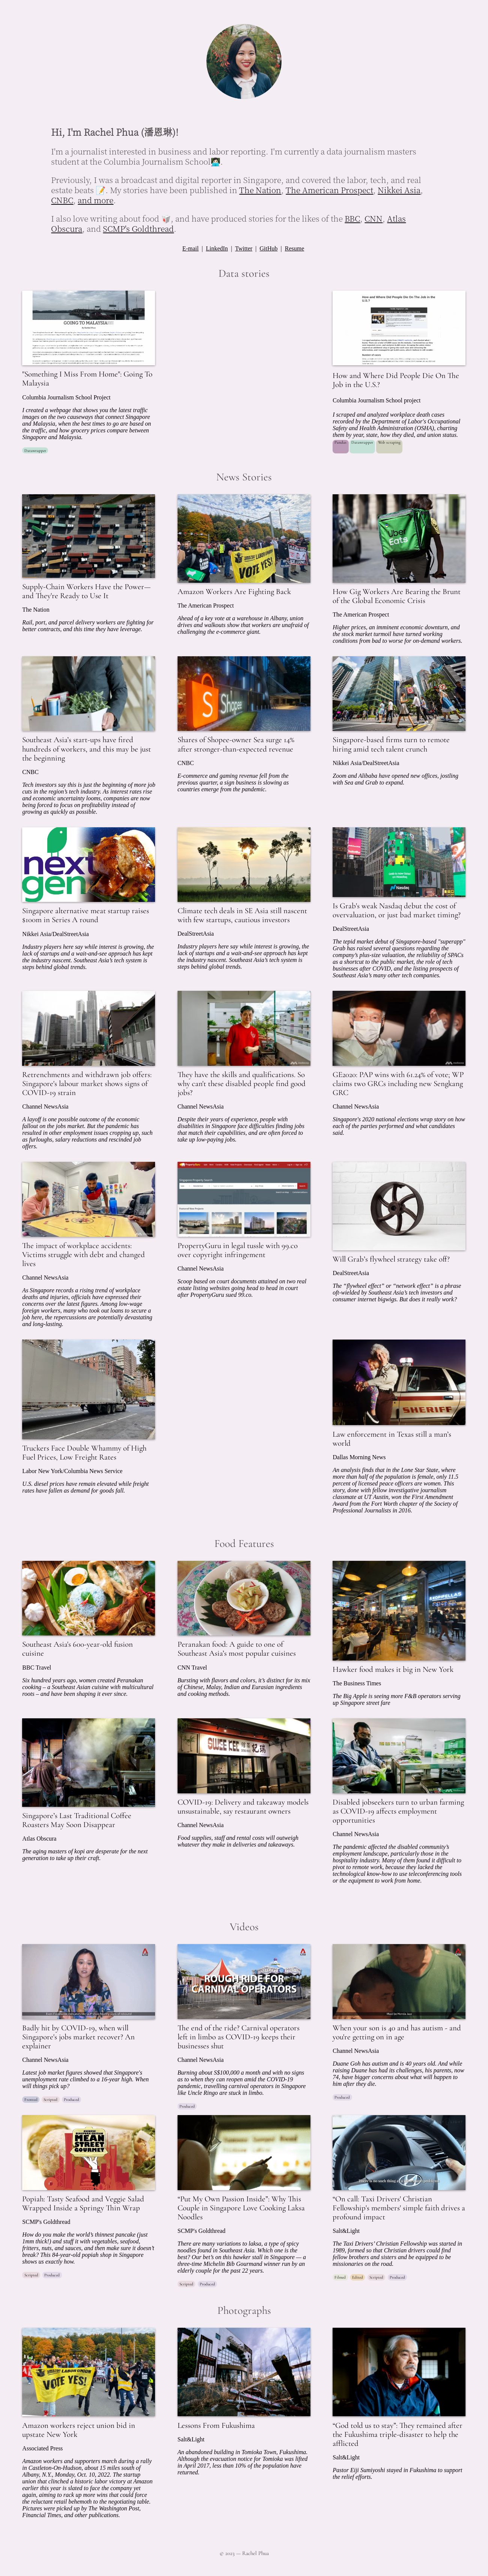 Hi, I'm Rachel Phua (潘恩琳)!
I'm a journalist interested in business and labor reporting. I'm currently a data journalism masters
student at the Columbia Journalism School👩🏻‍💻
Previously, I was a broadcast and digital reporter in Singapore, and covered the labor, tech, and real
estate beats 📝. My stories have been published in The Nation, The American Prospect, Nikkei Asia,
CNBC, and more.
I also love writing about food 🥡, and have produced stories for the likes of the BBC, CNN, Atlas
Obscura, and SCMP's Goldthread.
E-mail | LinkedIn | Twitter | GitHub | Resume
Data stories
GOING TO MALAYSIA
"Something I Miss From Home": Going To
Malaysia
Columbia Journalism School Project
I created a webpage that shows you the latest traffic
images on the two causeways that connect Singapore
and Malaysia, when the best times to go are based on
the traffic, and how grocery prices compare between
Singapore and Malaysia.
Datawrapper
How and Where Did People Die On The Job in the
U.S.?
How and Where Did People Die On The
Job in the U.S.?
Columbia Journalism School project
I scraped and analyzed workplace death cases
recorded by the Department of Labor's Occupational
Safety and Health Administration (OSHA), charting
them by year, state, how they died, and union status.
Pandas Datawrapper Web scraping
News Stories
Supply-Chain Workers Have the Power—
and They're Ready to Use It
The Nation
Rail, port, and parcel delivery workers are fighting for
better contracts, and this time they have leverage.
VOTE YES!
Amazon Workers Are Fighting Back
The American Prospect
Ahead of a key vote at a warehouse in Albany, union
drives and walkouts show that workers are unafraid of
challenging the e-commerce giant.
Uber
Eats
How Gig Workers Are Bearing the Brunt
of the Global Economic Crisis
The American Prospect
Higher prices, an imminent economic downturn, and
the stock market turmoil have turned working
conditions from bad to worse for on-demand workers.
Southeast Asia's start-ups have fired
hundreds of workers, and this may be just
the beginning
CNBC
Tech investors say this is just the beginning of more job
cuts in the region's tech industry. As interest rates rise
and economic uncertainty looms, companies are now
being forced to focus on profitability instead of
growing as quickly as possible.
Shares of Shopee-owner Sea surge 14%
after stronger-than-expected revenue
CNBC
E-commerce and gaming revenue fell from the
previous quarter, a sign business is slowing as
countries emerge from the pandemic.
Singapore-based firms turn to remote
hiring amid tech talent crunch
Nikkei Asia/DealStreetAsia
Zoom and Alibaba have opened new offices, jostling
with Sea and Grab to expand.
next
gen
Singapore alternative meat startup raises
$100m in Series A round
Nikkei Asia/DealStreetAsia
Industry players here say while interest is growing, the
lack of startups and a wait-and-see approach has kept
the industry nascent. Southeast Asia's tech system is
steps behind global trends.
Climate tech deals in SE Asia still nascent
with few startups, cautious investors
DealStreetAsia
Industry players here say while interest is growing, the
lack of startups and a wait-and-see approach has kept
the industry nascent. Southeast Asia's tech system is
steps behind global trends.
Nasdaq
Is Grab's weak Nasdaq debut the cost of
overvaluation, or just bad market timing?
DealStreetAsia
The tepid market debut of Singapore-based "superapp"
Grab has raised several questions regarding the
company's plus-size valuation, the reliability of SPACs
as a shortcut to the public market, the role of tech
businesses after COVID, and the listing prospects of
Southeast Asia's many other tech companies.
Retrenchments and withdrawn job offers:
Singapore's labour market shows signs of
COVID-19 strain
Channel NewsAsia
A layoff is one possible outcome of the economic
fallout on the jobs market. But the pandemic has
resulted in other employment issues cropping up, such
as furloughs, salary reductions and rescinded job
offers.
They have the skills and qualifications. So
why can't these disabled people find good
jobs?
Channel NewsAsia
Despite their years of experience, people with
disabilities in Singapore face difficulties finding jobs
that match their capabilities, and are often forced to
take up low-paying jobs.
GE2020: PAP wins with 61.24% of vote; WP
claims two GRCs including new Sengkang
GRC
Channel NewsAsia
Singapore's 2020 national elections wrap story on how
each of the parties performed and what candidates
said.
The impact of workplace accidents:
Victims struggle with debt and changed
lives
Channel NewsAsia
As Singapore records a rising trend of workplace
deaths and injuries, officials have expressed their
concerns over the latest figures. Among low-wage
foreign workers, many who took out loans to secure a
job here, the repercussions are potentially devastating
and long-lasting.
PropertyGuru in legal tussle with 99.co
over copyright infringement
Channel NewsAsia
Scoop based on court documents attained on two real
estate listing websites going head to head in court
after PropertyGuru sued 99.co.
Will Grab's flywheel strategy take off?
DealStreetAsia
The “flywheel effect” or “network effect” is a phrase
oft-wielded by Southeast Asia's tech investors and
consumer internet bigwigs. But does it really work?
Truckers Face Double Whammy of High
Fuel Prices, Low Freight Rates
Labor New York/Columbia News Service
U.S. diesel prices have remain elevated while freight
rates have fallen as demand for goods fall.
SHERIFF
Law enforcement in Texas still a man's
world
Dallas Morning News
An analysis finds that in the Lone Star State, where
more than half of the population is female, only 11.5
percent of licensed peace officers are women. This
story, done with fellow investigative journalism
classmate at UT Austin, won the First Amendment
Award from the Fort Worth chapter of the Society of
Professional Journalists in 2016.
Food Features
Southeast Asia's 600-year-old fusion
cuisine
BBC Travel
Six hundred years ago, women created Peranakan
cooking – a Southeast Asian cuisine with multicultural
roots – and have been shaping it ever since.
Peranakan food: A guide to one of
Southeast Asia's most popular cuisines
CNN Travel
Bursting with flavors and colors, it's distinct for its mix
of Chinese, Malay, Indian and Eurasian ingredients
and cooking methods.
Hawker food makes it big in New York
The Business Times
The Big Apple is seeing more F&B operators serving
up Singapore street fare
Singapore's Last Traditional Coffee
Roasters May Soon Disappear
Atlas Obscura
The aging masters of kopi are desperate for the next
generation to take up their craft.
GWEE KEE
COVID-19: Delivery and takeaway models
unsustainable, say restaurant owners
Channel NewsAsia
Food supplies, staff and rental costs will outweigh
whatever they make in deliveries and takeaways.
Disabled jobseekers turn to urban farming
as COVID-19 affects employment
opportunities
Channel NewsAsia
The pandemic affected the disabled community's
employment landscape, particularly those in the
hospitality industry. Many of them found it difficult to
pivot to remote work, because they lacked the
technological know-how to use teleconferencing tools
or the equipment to work from home.
Videos
Badly hit by COVID-19, when will
Singapore's jobs market recover? An
explainer
Channel NewsAsia
Latest job market figures showed that Singapore's
unemployment rate climbed to a 16-year high. When
will things pick up?
Scripted Produced
ROUGH RIDE FOR
CARNIVAL OPERATORS
The end of the ride? Carnival operators
left in limbo as COVID-19 keeps their
businesses shut
Channel NewsAsia
Burning about S$100,000 a month and with no signs
as to when they can reopen amid the COVID-19
pandemic, travelling carnival operators in Singapore
like Uncle Ringo are stuck in limbo.
Produced
When your son is 40 and has autism - and
you're getting on in age
Channel NewsAsia
Duane Goh has autism and is 40 years old. And while
raising Duane has had its challenges, his parents, now
74, have bigger concerns about what will happen to
him after they die.
Produced
MEAN
STREET
GOURMET
Popiah: Tasty Seafood and Veggie Salad
Wrapped Inside a Springy Thin Wrap
SCMP's Goldthread
How do you make the world's thinnest pancake (just
1mm thick!) and stuff it with vegetables, seafood,
fritters, nuts, and sauces, and then make sure it doesn't
break? This 84-year-old popiah shop in Singapore
shows us exactly how.
Scripted Produced
“Put My Own Passion Inside”: Why This
Couple in Singapore Love Cooking Laksa
Noodles
SCMP's Goldthread
There are many variations to laksa, a type of spicy
noodles found in Southeast Asia. Which one is the
best? Our bet's on this hawker stall in Singapore — a
three-time Michelin Bib Gourmand winner run by an
elderly couple for the past 22 years.
Scripted Produced
“On call: Taxi Drivers' Christian
Fellowship's members' simple faith drives a
profound impact
Salt&Light
The Taxi Drivers' Christian Fellowship was started in
1989, formed so that Christian drivers could find
fellow brothers and sisters and be equipped to be
missionaries on the road.
Filmed Edited Scripted Produced
Photographs
VOTE YES!
Amazon workers reject union bid in
upstate New York
Associated Press
Amazon workers and supporters march during a rally
in Castleton-On-Hudson, about 15 miles south of
Albany, N.Y., Monday, Oct. 10, 2022. The startup
union that clinched a historic labor victory at Amazon
earlier this year is slated to face the company yet
again, aiming to rack up more wins that could force
the reluctant retail behemoth to the negotiating table.
Pictures were picked up by The Washington Post,
Financial Times, and other publications.
Lessons From Fukushima
Salt&Light
An abandoned building in Tomioka Town, Fukushima.
Although the evacuation notice for Tomioka was lifted
in April 2017, less than 10% of the population have
returned.
“God told us to stay”: They remained after
the Fukushima triple-disaster to help the
afflicted
Salt&Light
Pastor Eiji Sumiyoshi stayed in Fukushima to support
the relief efforts.
© 2023 — Rachel Phua